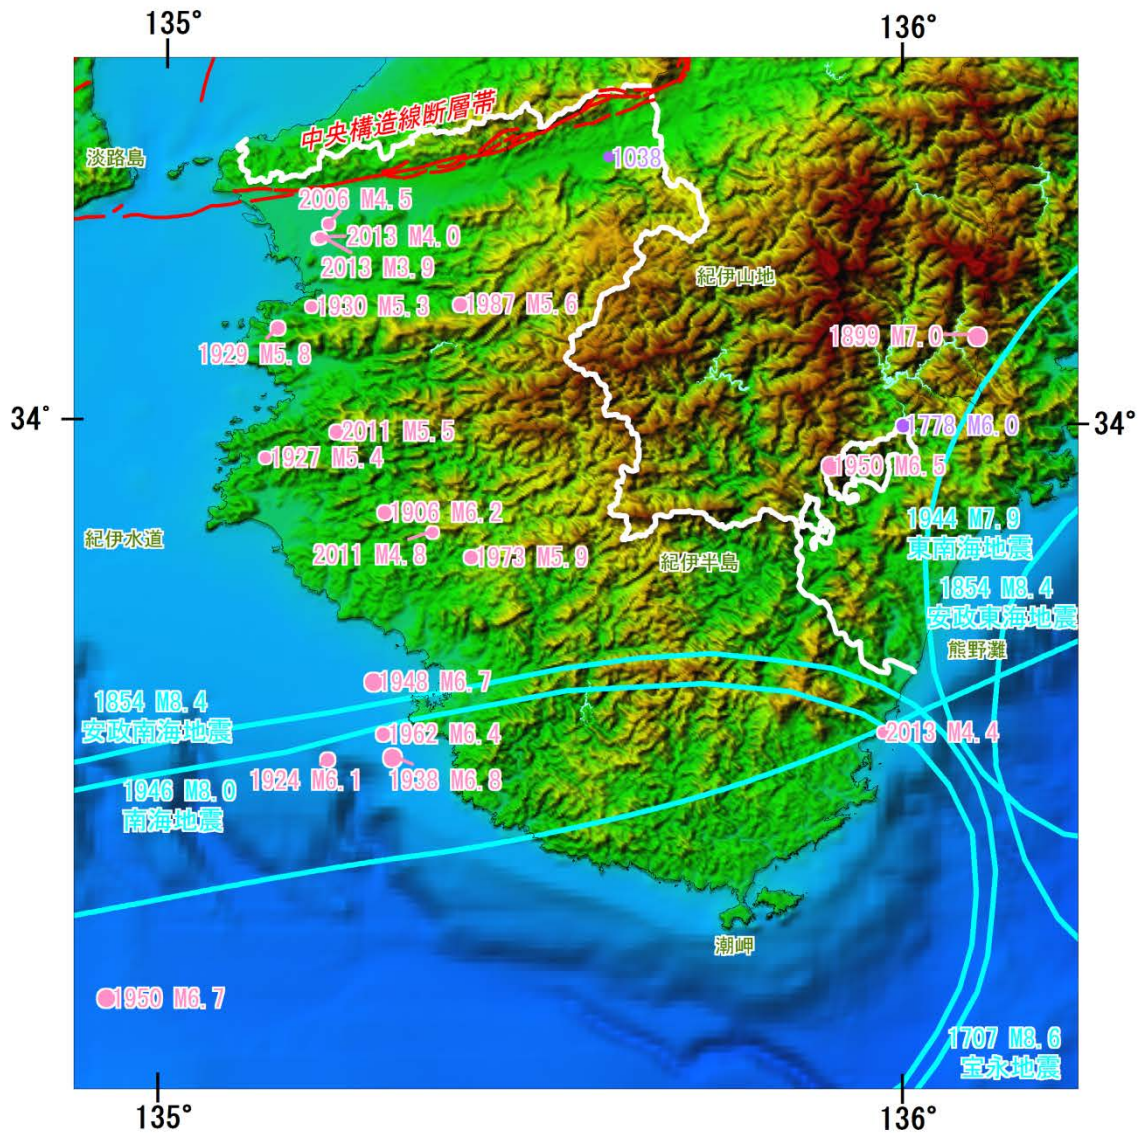 135°
136°
中央構造線断層帯
淡路島
1038
2006 M4.5
2013 M4.0
2013 M3.9
紀伊山地
1930 M5.3
1987 M5.6
1929 M5.8
1899 M7.0
34°
34°
2011 M5.5
1778 M6.0
1927 M5.4
1950 M6.5
1906 M6.2
1944 M7.9
東南海地震
紀伊水道
2011 M4.8
1973 M5.9
紀伊半島
1854 M8.4
安政東海地震
熊野灘
1948 M6.7
1854 M8.4
安政南海地震
1962 M6.4
2013 M4.4
1924 M6.1
1938 M6.8
1946 M8.0
南海地震
潮岬
1950 M6.7
1707 M8.6
宝永地震
135°
136°